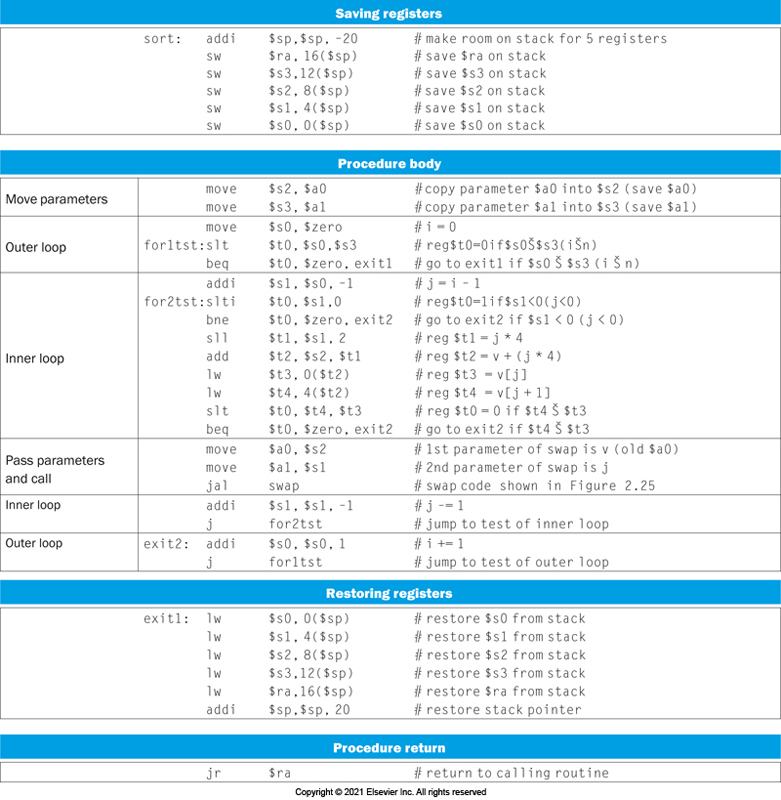 Saving registers
sort: addi $sp,$sp, -20 # make room on stack for 5 registers
sw $ra, 16($sp) # save $ra on stack
sw $s3,12($sp) # save $s3 on stack
sw $s2, 8($sp) # save $s2 on stack
sw $s1, 4($sp) # save $s1 on stack
sw $s0, 0($sp) # save $s0 on stack
Procedure body
Move parameters
move $s2, $a0 # copy parameter $a0 into $s2 (save $a0)
move $s3, $a1 # copy parameter $a1 into $s3 (save $a1)
Outer loop
move $s0, $zero # i = 0
for1tst:slt $t0, $s0,$s3 # reg$t0=0if$s0Š$s3(iŠn)
beq $t0, $zero, exit1 # go to exit1 if $s0 Š $s3 (i Š n)
Inner loop
addi $s1, $s0, -1 # j = i - 1
for2tst:slti $t0, $s1,0 # reg$t0=1if$s1<0(j<0)
bne $t0, $zero, exit2 # go to exit2 if $s1 < 0 (j < 0)
sll $t1, $s1, 2 # reg $t1 = j * 4
add $t2, $s2, $t1 # reg $t2 = v + (j * 4)
lw $t3, 0($t2) # reg $t3 = v[j]
lw $t4, 4($t2) # reg $t4 = v[j + 1]
slt $t0, $t4, $t3 # reg $t0 = 0 if $t4 Š $t3
beq $t0, $zero, exit2 # go to exit2 if $t4 Š $t3
Pass parameters
and call
move $a0, $s2 # 1st parameter of swap is v (old $a0)
move $a1, $s1 # 2nd parameter of swap is j
jal swap # swap code shown in Figure 2.25
Inner loop
addi $s1, $s1, -1 # j -= 1
j for2tst # jump to test of inner loop
Outer loop
exit2: addi $s0, $s0, 1 # i += 1
j for1tst # jump to test of outer loop
Restoring registers
exit1: lw $s0, 0($sp) # restore $s0 from stack
lw $s1, 4($sp) # restore $s1 from stack
lw $s2, 8($sp) # restore $s2 from stack
lw $s3,12($sp) # restore $s3 from stack
lw $ra,16($sp) # restore $ra from stack
addi $sp,$sp, 20 # restore stack pointer
Procedure return
jr $ra # return to calling routine
Copyright © 2021 Elsevier Inc. All rights reserved